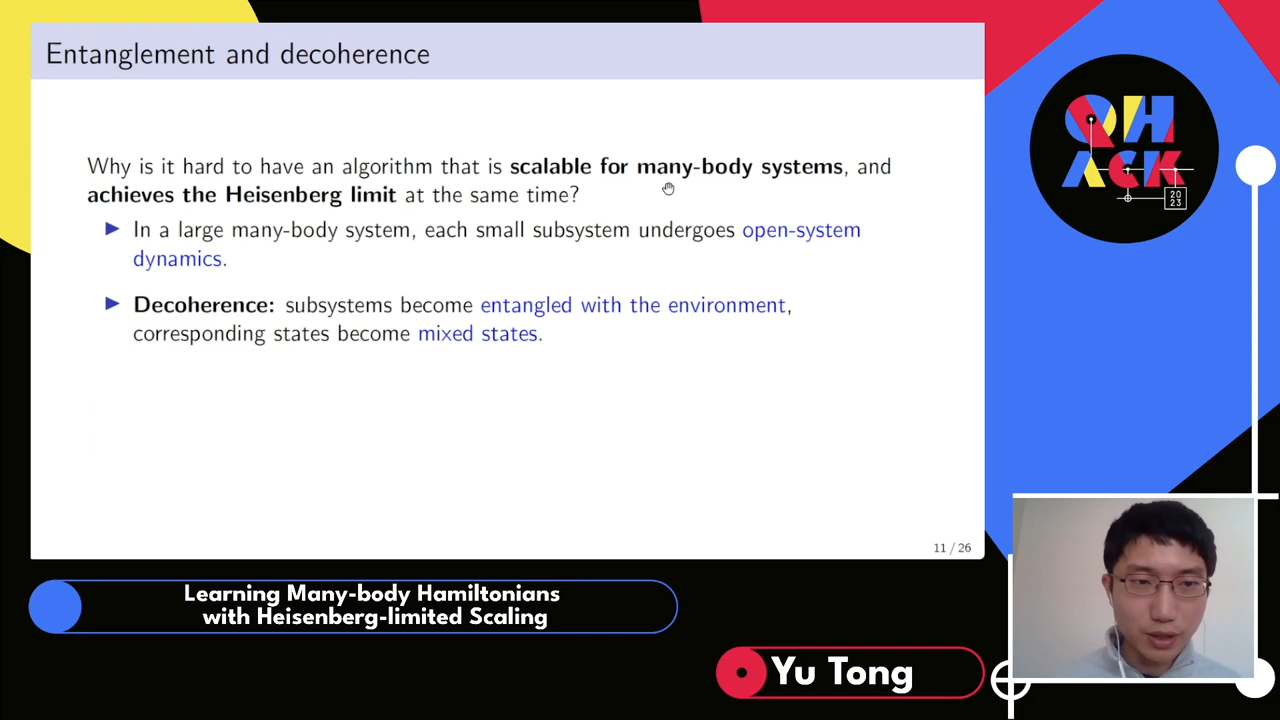 Entanglement and decoherence
Why is it hard to have an algorithm that is scalable for many-body systems, and
achieves the Heisenberg limit at the same time?
In a large many-body system, each small subsystem undergoes open-system
dynamics.
Decoherence: subsystems become entangled with the environment,
corresponding states become mixed states.
11 / 26
QH
ACK
20
23
Learning Many-body Hamiltonians
with Heisenberg-limited Scaling
Yu Tong